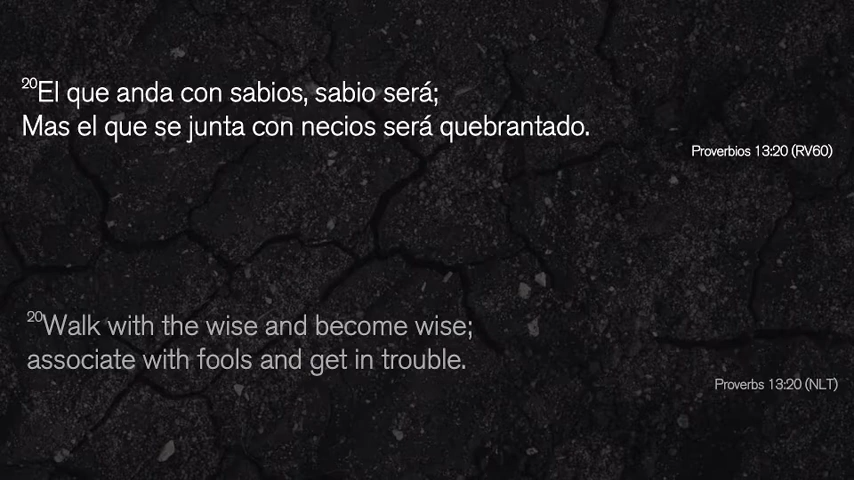 20El que anda con sabios, sabio será;
Mas el que se junta con necios será quebrantado.
Proverbios 13:20 (RV60)
20Walk with the wise and become wise;
associate with fools and get in trouble.
Proverbs 13:20 (NLT)